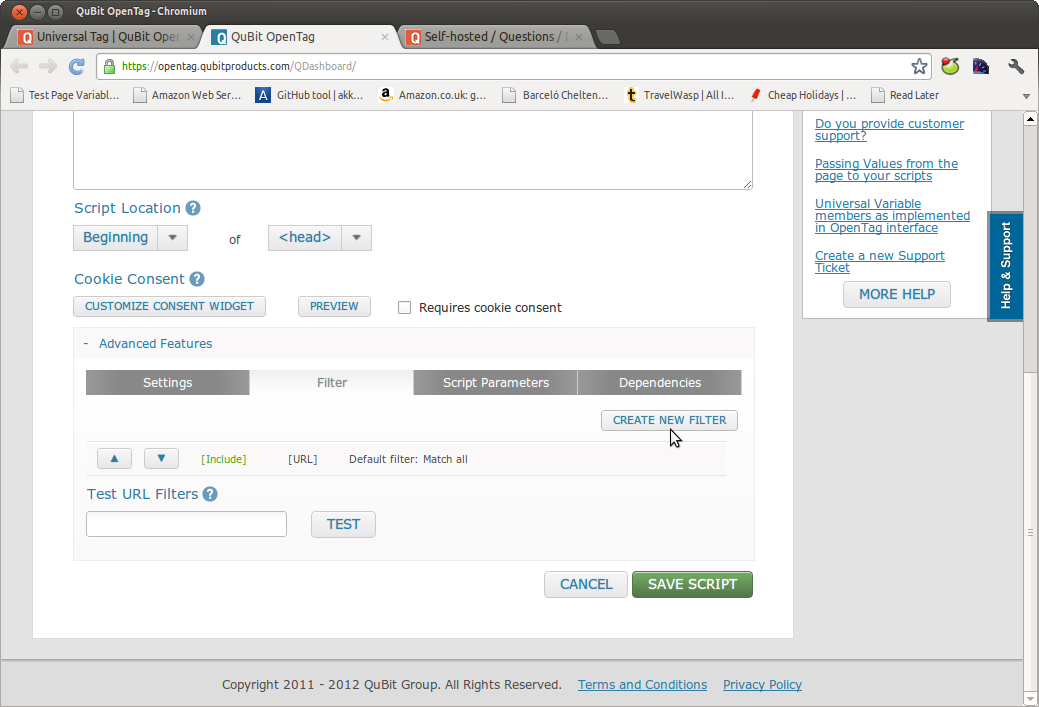 QuBit OpenTag - Chromium
Universal Tag | QuBit Oper
QuBit OpenTag
Self-hosted / Questions /
https://opentag.qubitproducts.com/QDashboard/
Test Page Variabl...
Amazon Web Ser...
GitHub tool | akk...
Amazon.co.uk: g...
Barceló Chelten...
TravelWasp | All I...
Cheap Holidays | ...
Read Later
Do you provide customer
support?
Passing Values from the
page to your scripts
Universal Variable
members as implemented
in OpenTag interface
Create a new Support
Ticket
MORE HELP
Help & Support
Script Location ?
Beginning
of
<head>
Cookie Consent ?
CUSTOMIZE CONSENT WIDGET
PREVIEW
Requires cookie consent
- Advanced Features
Settings
Filter
Script Parameters
Dependencies
CREATE NEW FILTER
[Include]
[URL]
Default filter: Match all
Test URL Filters ?
TEST
CANCEL
SAVE SCRIPT
Copyright 2011 - 2012 QuBit Group. All Rights Reserved. Terms and Conditions Privacy Policy